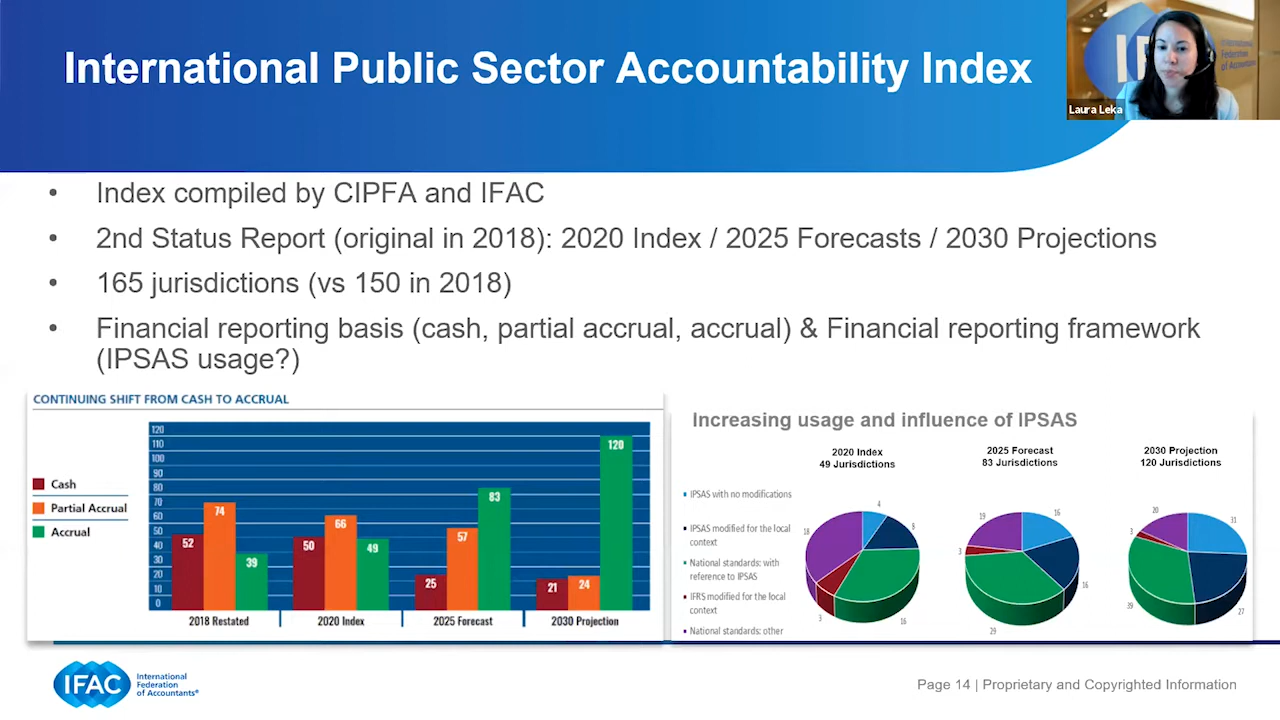 International Public Sector Accountability Index
Laura Leka
• Index compiled by CIPFA and IFAC
• 2nd Status Report (original in 2018): 2020 Index / 2025 Forecasts / 2030 Projections
• 165 jurisdictions (vs 150 in 2018)
• Financial reporting basis (cash, partial accrual, accrual) & Financial reporting framework
(IPSAS usage?)
CONTINUING SHIFT FROM CASH TO ACCRUAL
Cash
Partial Accrual
Accrual
120
110
100
90
80
70
60
50
40
30
20
10
0
52
74
39
50
66
49
25
57
83
21
24
120
2018 Restated
2020 Index
2025 Forecast
2030 Projection
Increasing usage and influence of IPSAS
2020 Index
49 Jurisdictions
2025 Forecast
83 Jurisdictions
2030 Projection
120 Jurisdictions
IPSAS with no modifications
IPSAS modified for the local
context
National standards: with
reference to IPSAS
IFRS modified for the local
context
National standards: other
4
16
3
18
16
16
29
3
19
31
27
39
3
20
IFAC
International
Federation
of Accountants®
Page 14 | Proprietary and Copyrighted Information